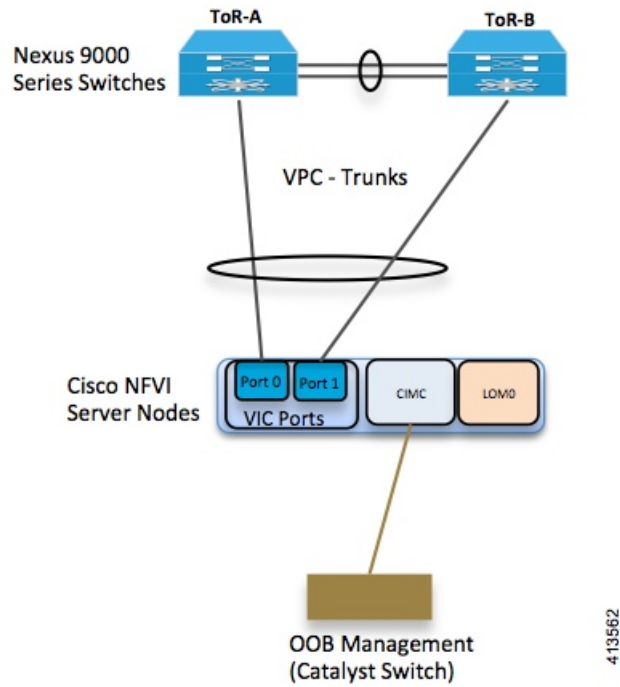 ToR-A
ToR-B
Nexus 9000
Series Switches
VPC - Trunks
Cisco NFVI
Server Nodes
Port 0
Port 1
VIC Ports
CIMC
LOM0
OOB Management
(Catalyst Switch)
413562